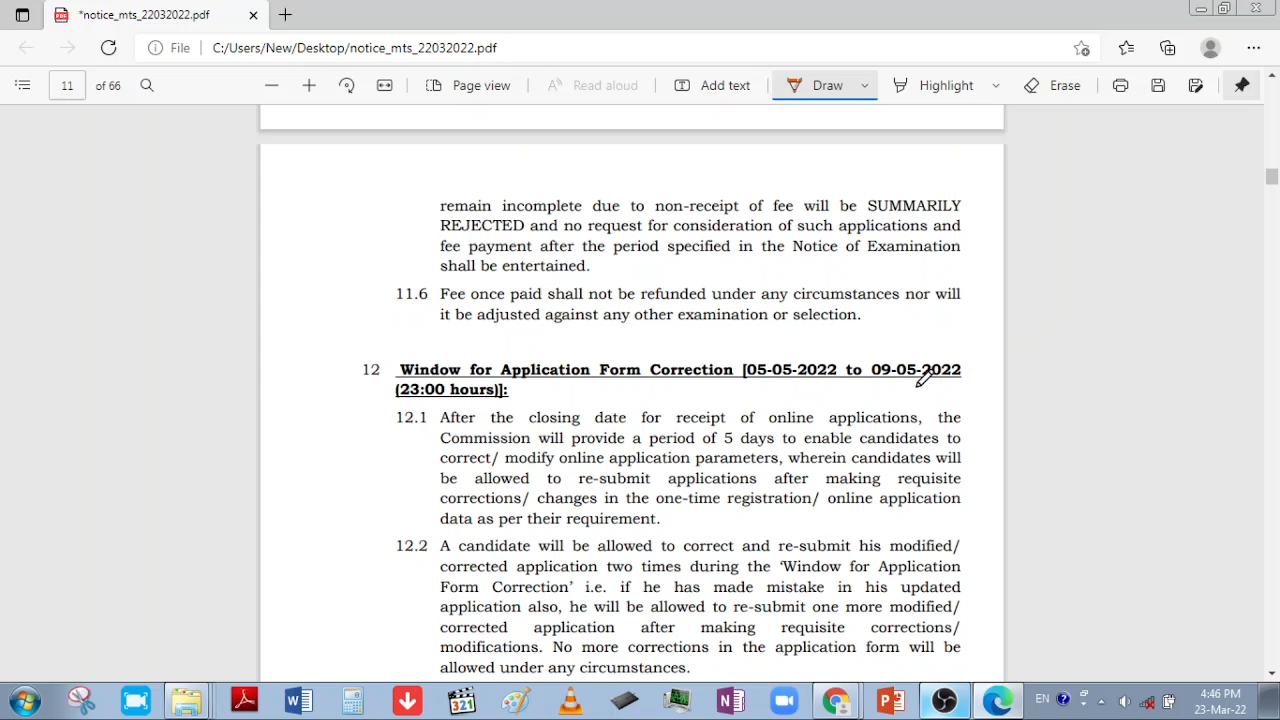 *notice_mts_22032022.pdf
File
C:/Users/New/Desktop/notice_mts_22032022.pdf
11 of 66
Page view
Read aloud
Add text
Draw
Highlight
Erase
remain incomplete due to non-receipt of fee will be SUMMARILY
REJECTED and no request for consideration of such applications and
fee payment after the period specified in the Notice of Examination
shall be entertained.
11.6 Fee once paid shall not be refunded under any circumstances nor will
it be adjusted against any other examination or selection.
12 Window for Application Form Correction [05-05-2022 to 09-05-2022
(23:00 hours)]:
12.1 After the closing date for receipt of online applications, the
Commission will provide a period of 5 days to enable candidates to
correct/ modify online application parameters, wherein candidates will
be allowed to re-submit applications after making requisite
corrections/ changes in the one-time registration/ online application
data as per their requirement.
12.2 A candidate will be allowed to correct and re-submit his modified/
corrected application two times during the ‘Window for Application
Form Correction’ i.e. if he has made mistake in his updated
application also, he will be allowed to re-submit one more modified/
corrected application after making requisite corrections/
modifications. No more corrections in the application form will be
allowed under any circumstances.
EN
4:46 PM
23-Mar-22